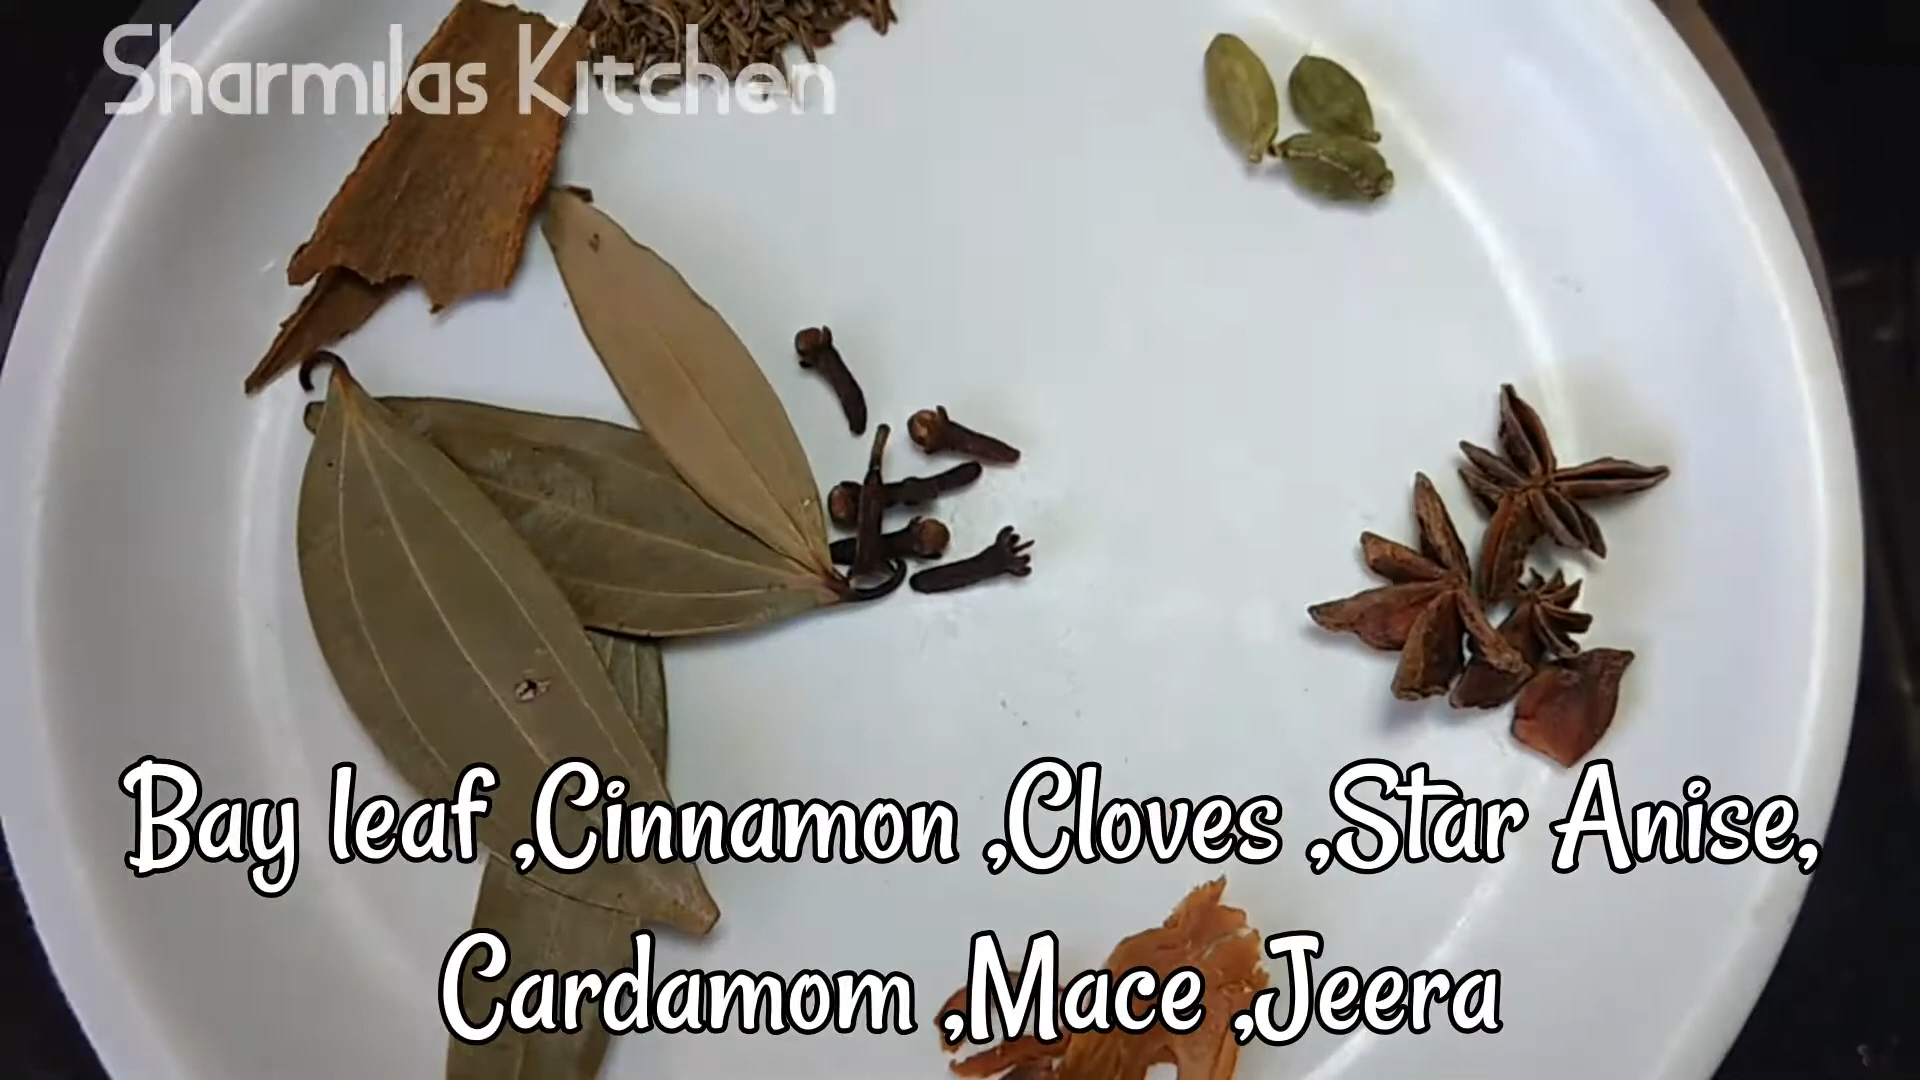 Sharmilas Kitchen
Bay leaf ,Cinnamon ,Cloves ,Star Anise,
Cardamom ,Mace ,Jeera